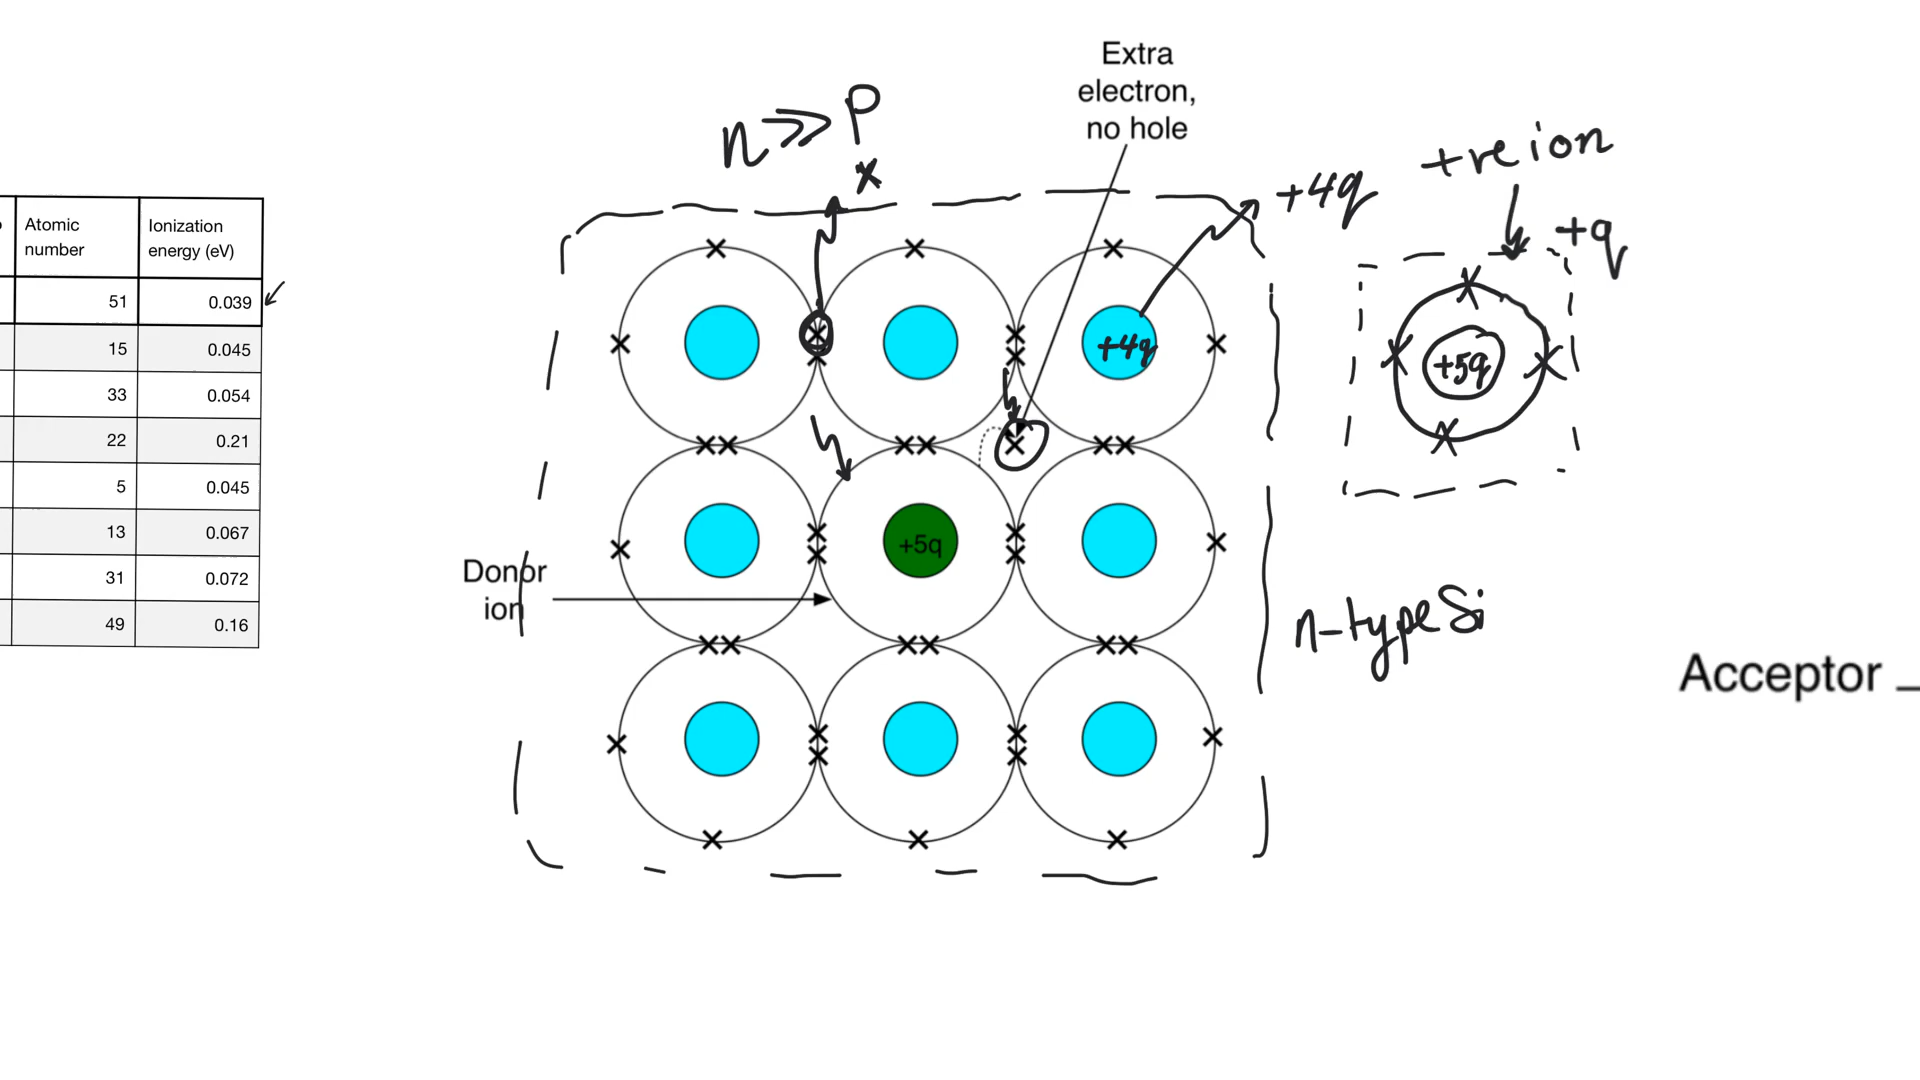 Extra
electron,
no hole
n >> p
x
+4q
+ve ion
+q
Atomic
number
Ionization
energy (eV)
51 0.039
15 0.045
33 0.054
22 0.21
5 0.045
13 0.067
31 0.072
49 0.16
+4q
+5q
+5q
Donor
ion
n-type Si
Acceptor